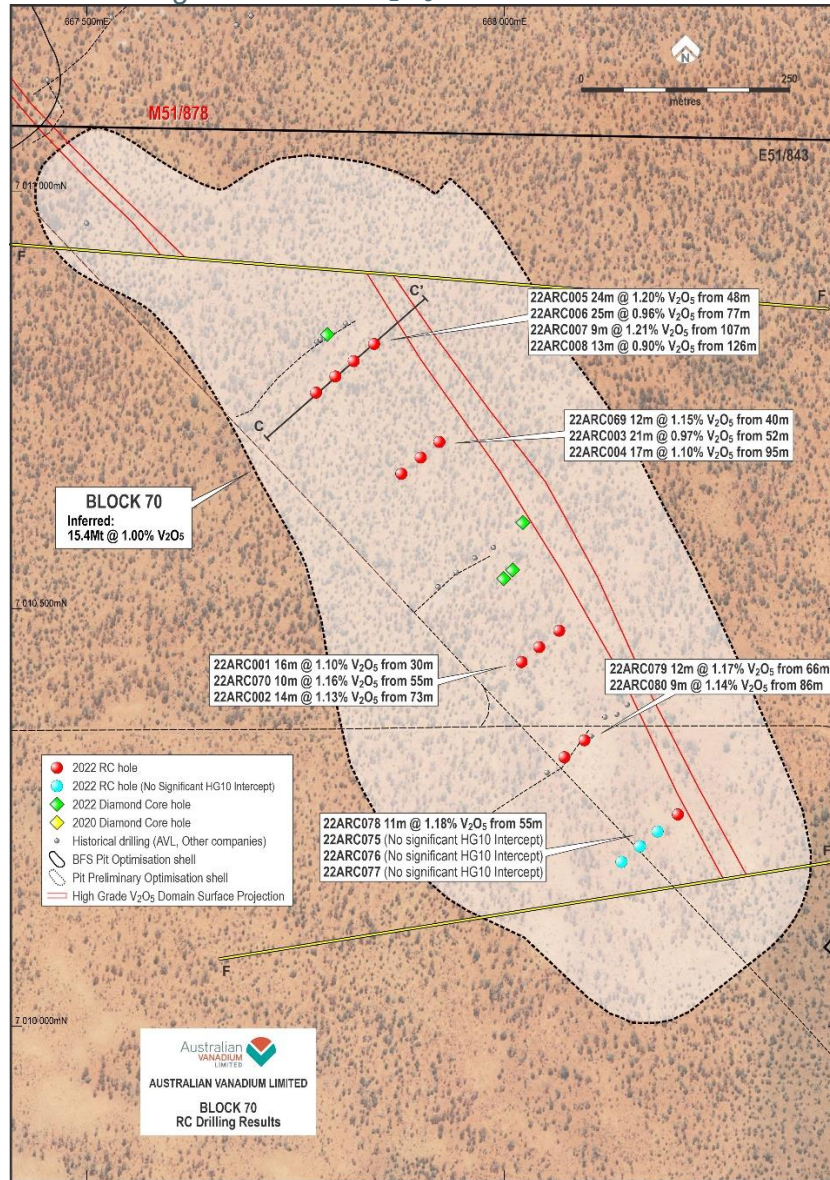 667 500mE
668 000mE
N
0 250
metres
M51/878
E51/843
7 011 000mN
F
F
C'
22ARC005 24m @ 1.20% V₂O₅ from 48m
22ARC006 25m @ 0.96% V₂O₅ from 77m
22ARC007 9m @ 1.21% V₂O₅ from 107m
22ARC008 13m @ 0.90% V₂O₅ from 126m
C
22ARC069 12m @ 1.15% V₂O₅ from 40m
22ARC003 21m @ 0.97% V₂O₅ from 52m
22ARC004 17m @ 1.10% V₂O₅ from 95m
BLOCK 70
Inferred:
15.4Mt @ 1.00% V₂O₅
7 010 500mN
22ARC001 16m @ 1.10% V₂O₅ from 30m
22ARC070 10m @ 1.16% V₂O₅ from 55m
22ARC002 14m @ 1.13% V₂O₅ from 73m
22ARC079 12m @ 1.17% V₂O₅ from 66m
22ARC080 9m @ 1.14% V₂O₅ from 86m
2022 RC hole
2022 RC hole (No Significant HG10 Intercept)
2022 Diamond Core hole
2020 Diamond Core hole
Historical drilling (AVL, Other companies)
BFS Pit Optimisation shell
Pit Preliminary Optimisation shell
High Grade V₂O₅ Domain Surface Projection
22ARC078 11m @ 1.18% V₂O₅ from 55m
22ARC075 (No significant HG10 Intercept)
22ARC076 (No significant HG10 Intercept)
22ARC077 (No significant HG10 Intercept)
F
F
7 010 000mN
Australian
VANADIUM
LIMITED
AUSTRALIAN VANADIUM LIMITED
BLOCK 70
RC Drilling Results